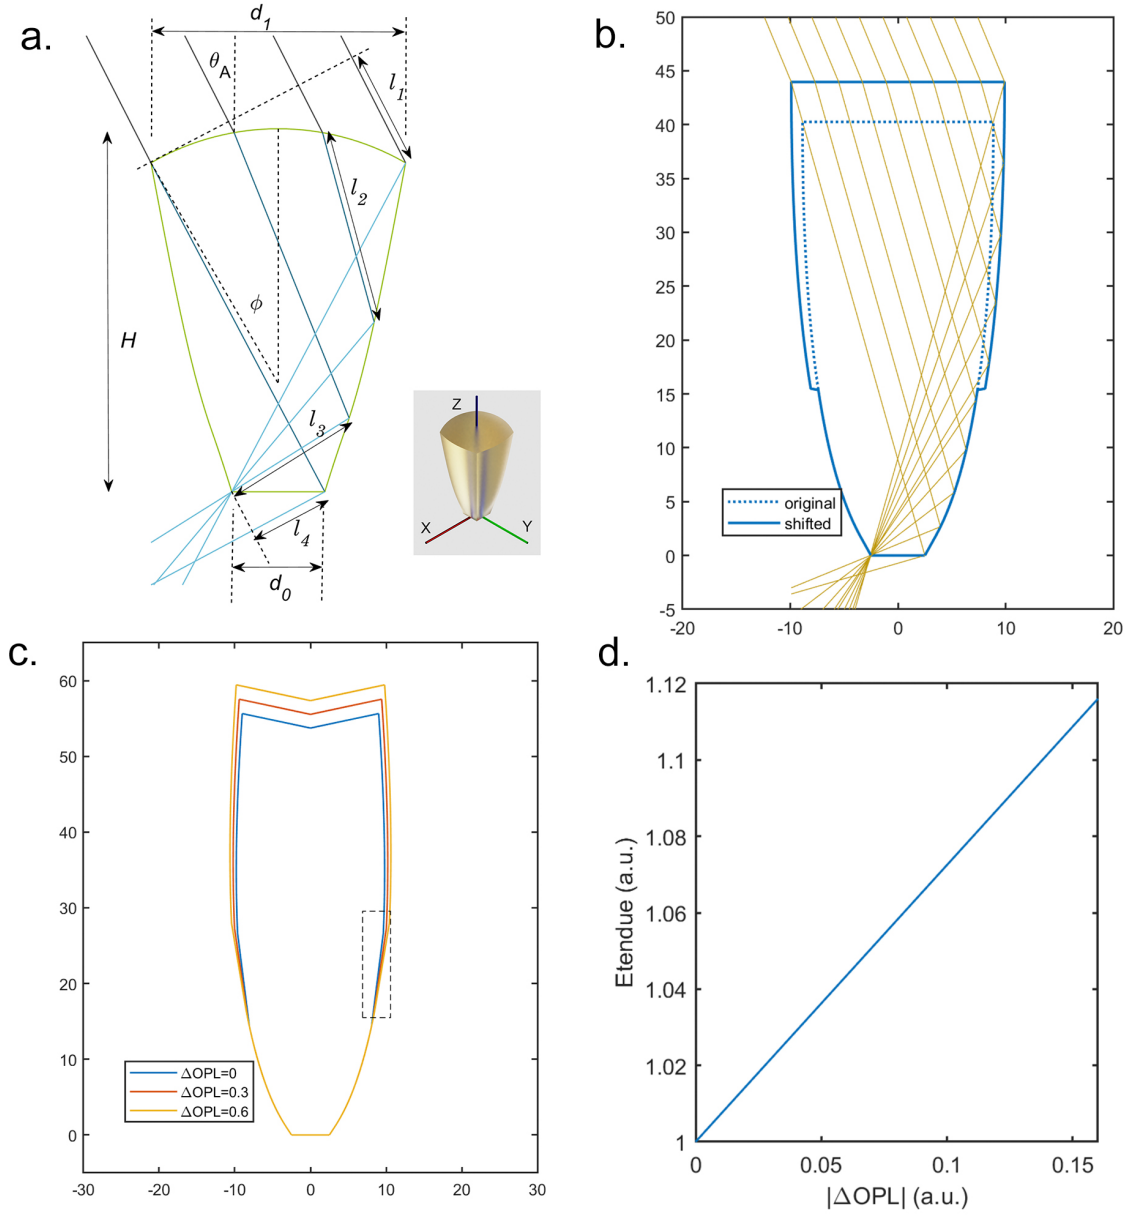 a.
d1
θA
l1
l2
ϕ
H
l3
l4
d0
Z
X
Y
b.
50
45
40
35
30
25
20
15
10
5
0
-5
-20
-10
0
10
20
original
shifted
c.
60
50
40
30
20
10
0
-30
-20
-10
0
10
20
30
ΔOPL=0
ΔOPL=0.3
ΔOPL=0.6
d.
1.12
1.1
1.08
1.06
1.04
1.02
1
0
0.05
0.1
0.15
Etendue (a.u.)
|ΔOPL| (a.u.)